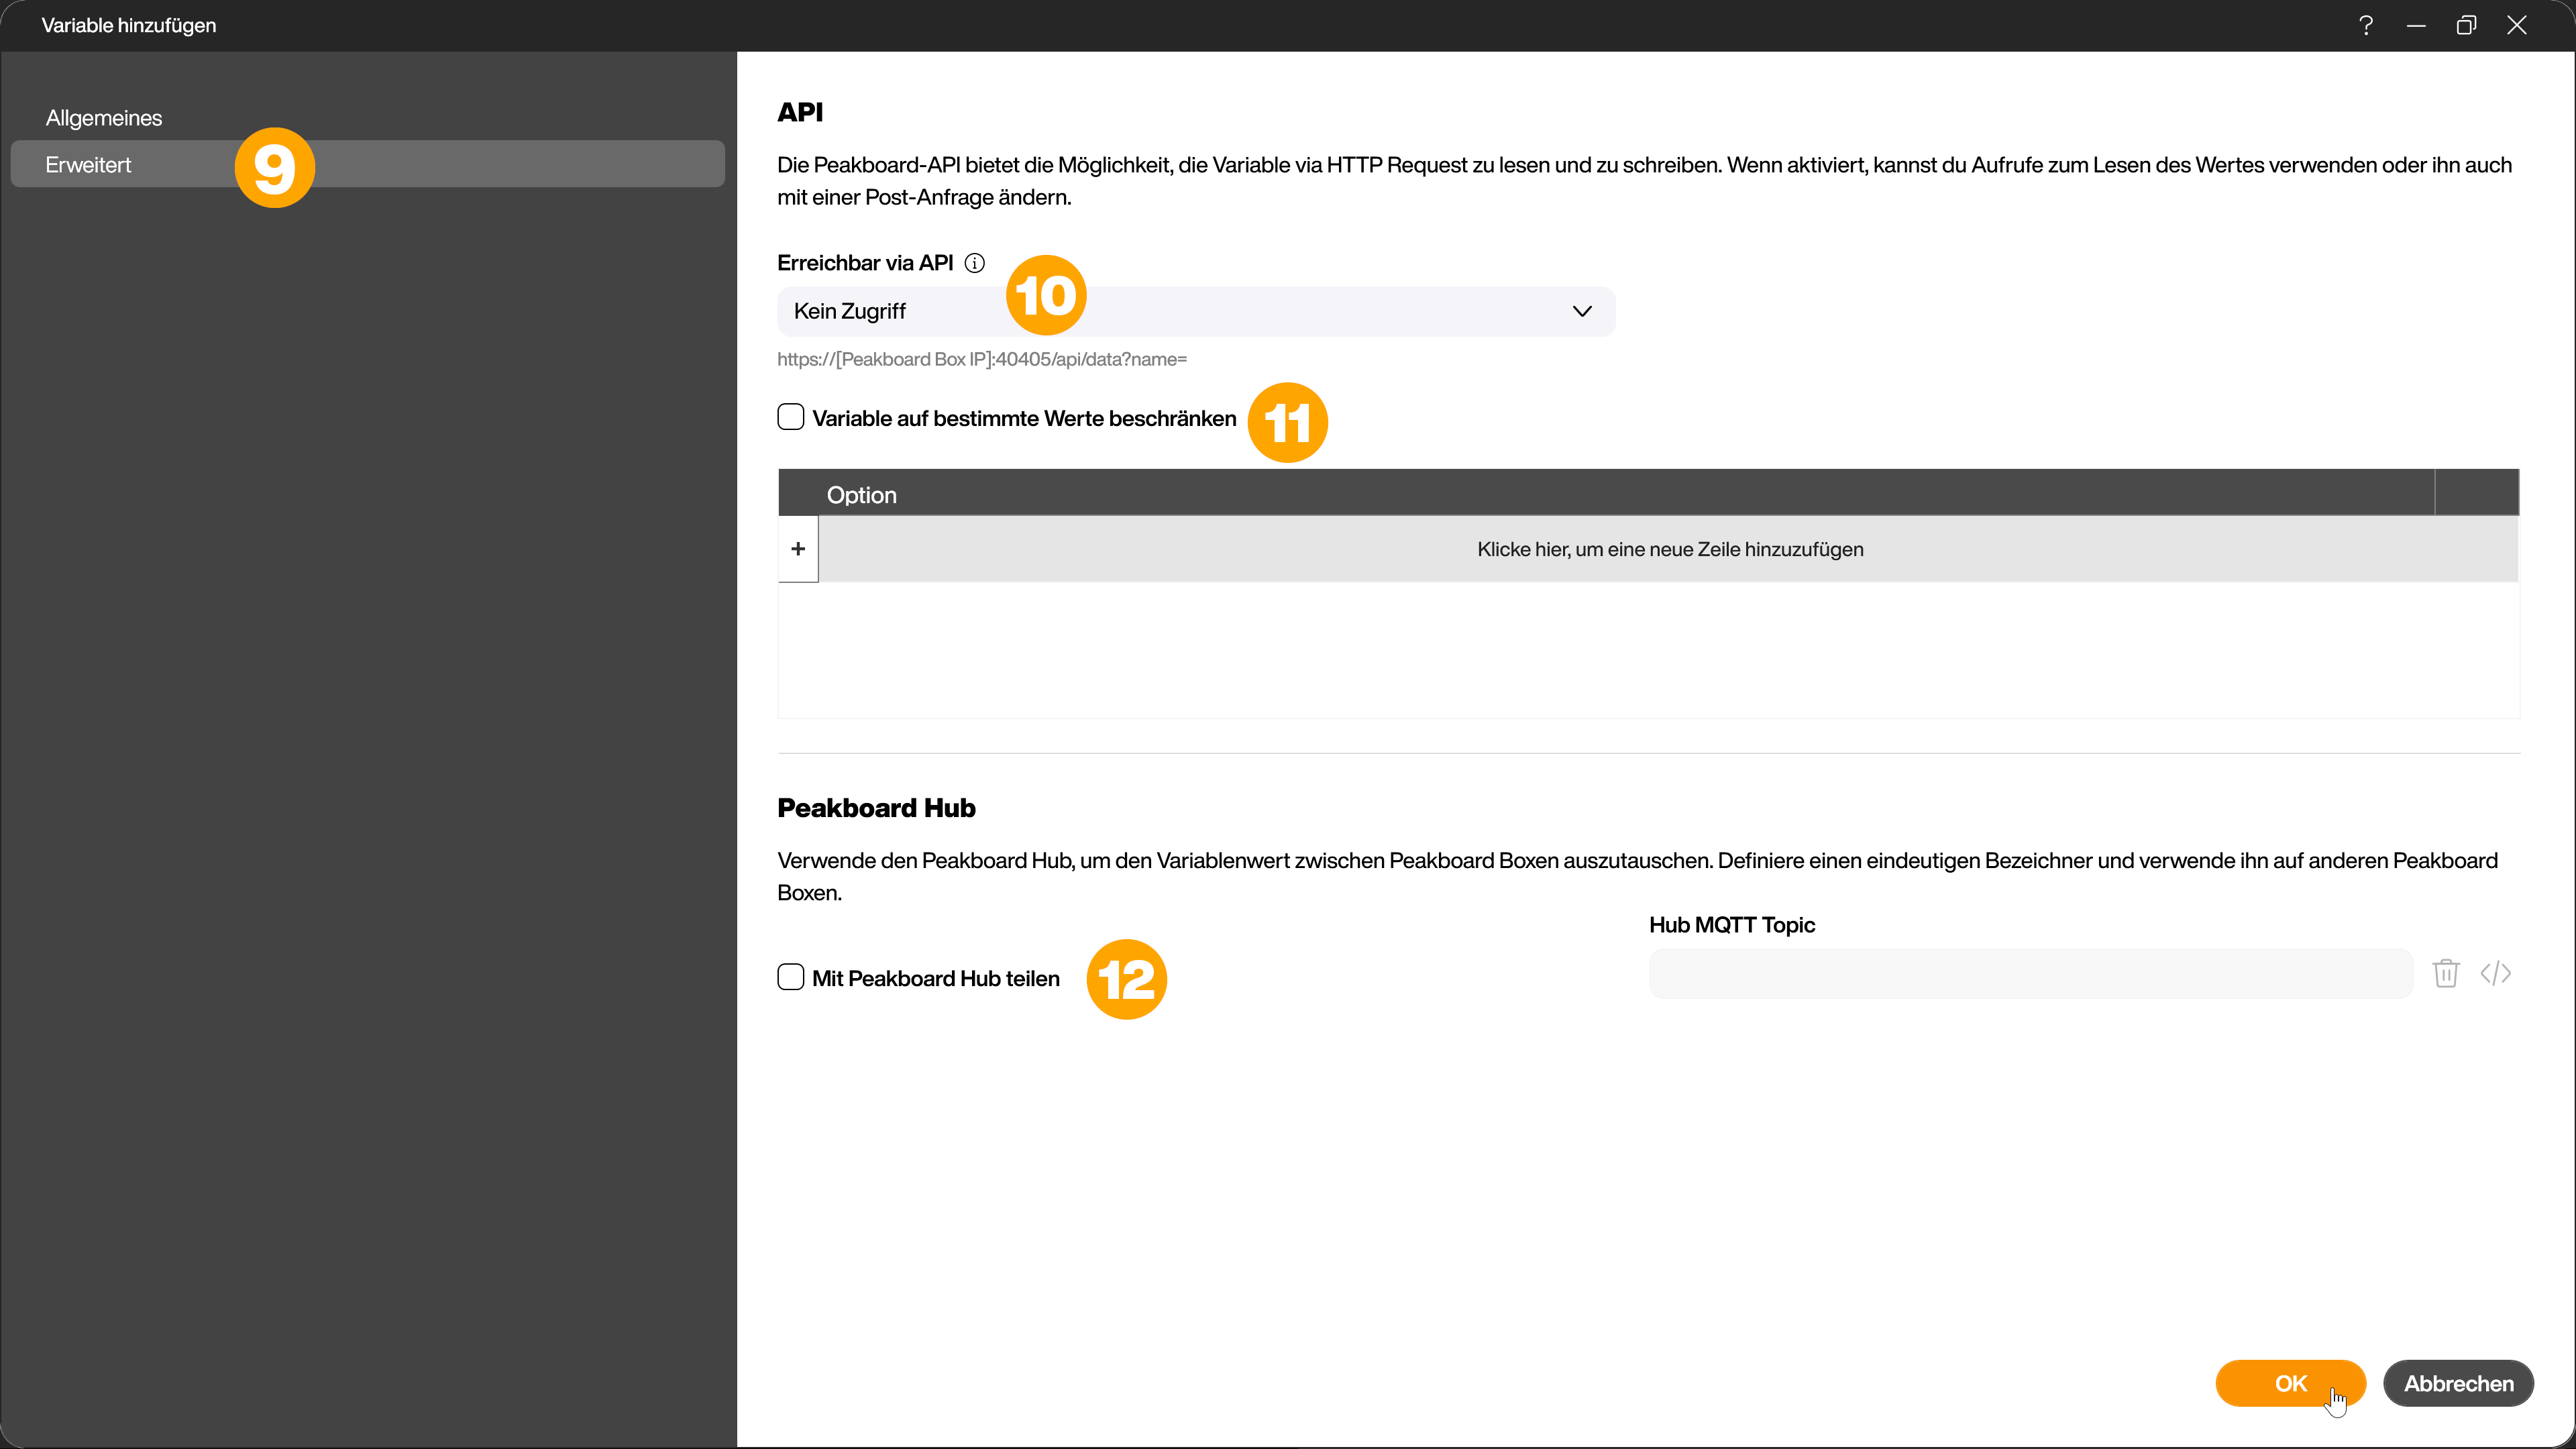 Variable hinzufügen
Allgemeines
Erweitert
9
API
Die Peakboard-API bietet die Möglichkeit, die Variable via HTTP Request zu lesen und zu schreiben. Wenn aktiviert, kannst du Aufrufe zum Lesen des Wertes verwenden oder ihn auch
mit einer Post-Anfrage ändern.
Erreichbar via API
10
Kein Zugriff
https://[Peakboard Box IP]:40405/api/data?name=
Variable auf bestimmte Werte beschränken
11
Option
+ Klicke hier, um eine neue Zeile hinzuzufügen
Peakboard Hub
Verwende den Peakboard Hub, um den Variablenwert zwischen Peakboard Boxen auszutauschen. Definiere einen eindeutigen Bezeichner und verwende ihn auf anderen Peakboard
Boxen.
Hub MQTT Topic
Mit Peakboard Hub teilen
12
OK
Abbrechen